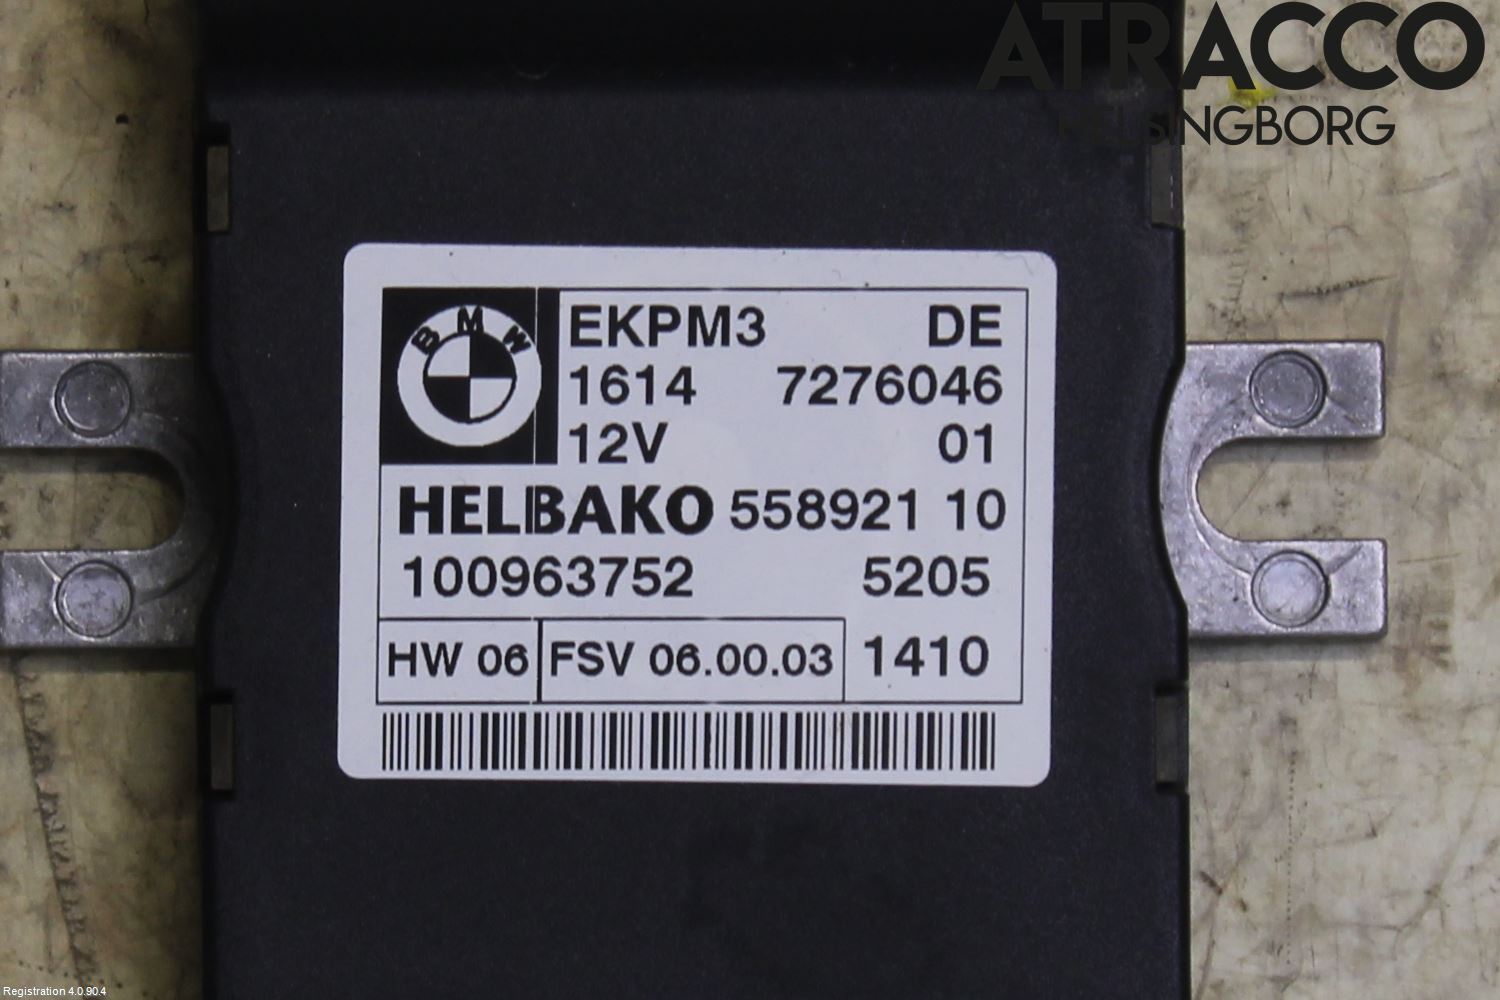 ATRACCO
HELSINGBORG
BMW
EKPM3 DE
1614 7276046
12V 01
HELBAKO 558921 10
100963752 5205
HW 06 FSV 06.00.03 1410
Registration 4.0.90.4